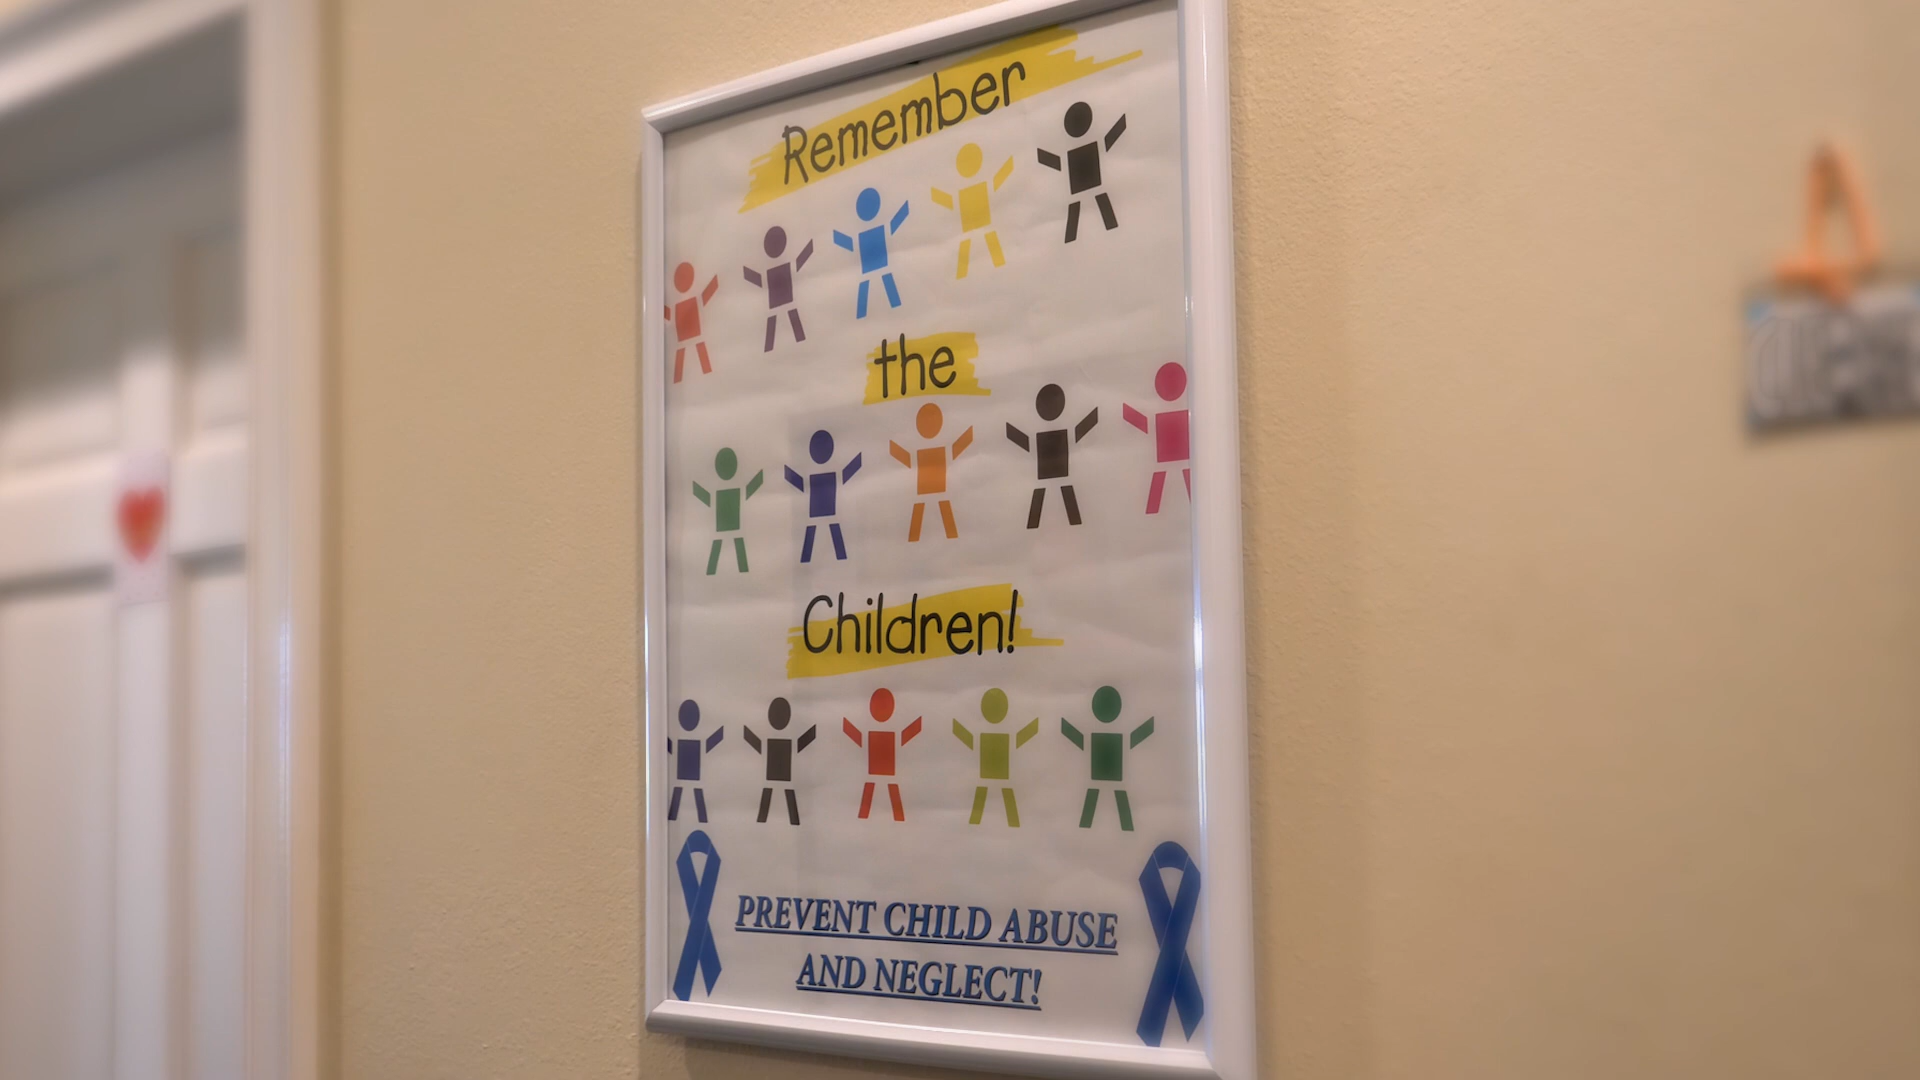 Remember
the
Children!
PREVENT CHILD ABUSE
AND NEGLECT!